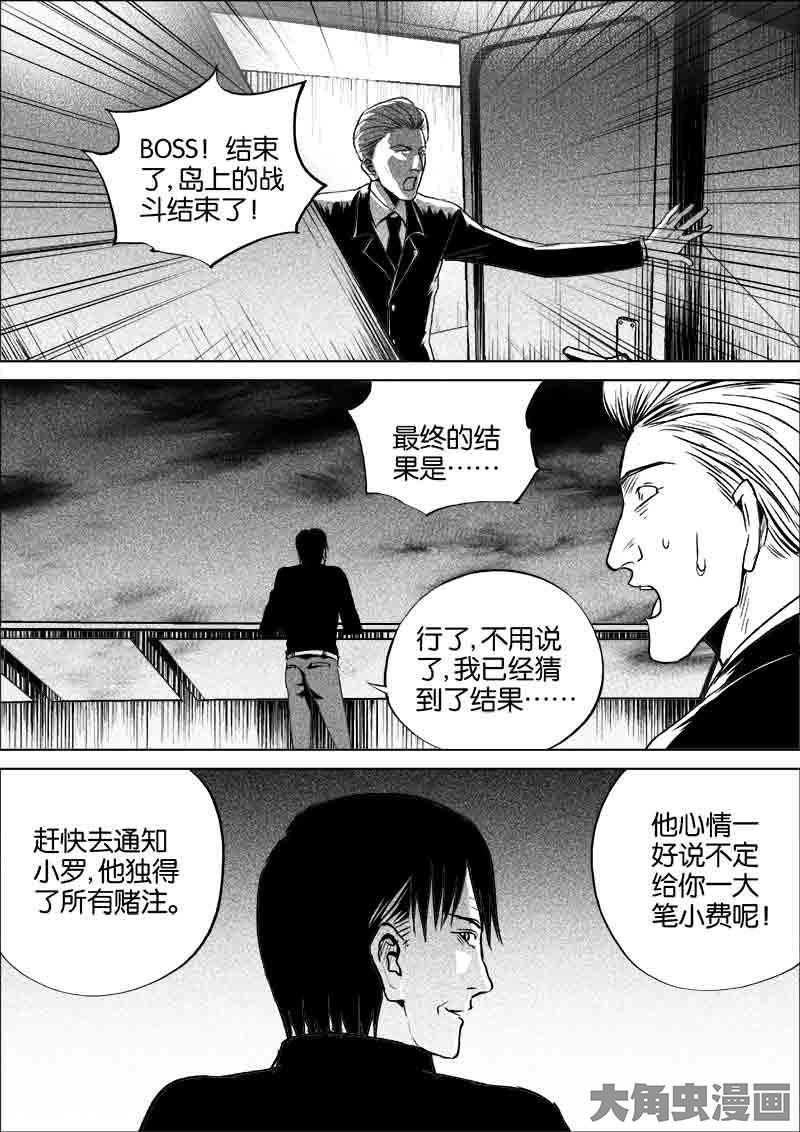 BOSS！结束
了,岛上的战
斗结束了！
最终的结
果是……
行了，不用说
了,我已经猜
到了结果……
赶快去通知
小罗,他独得
了所有赌注。
他心情一
好说不定
给你一大
笔小费呢！
大角虫漫画